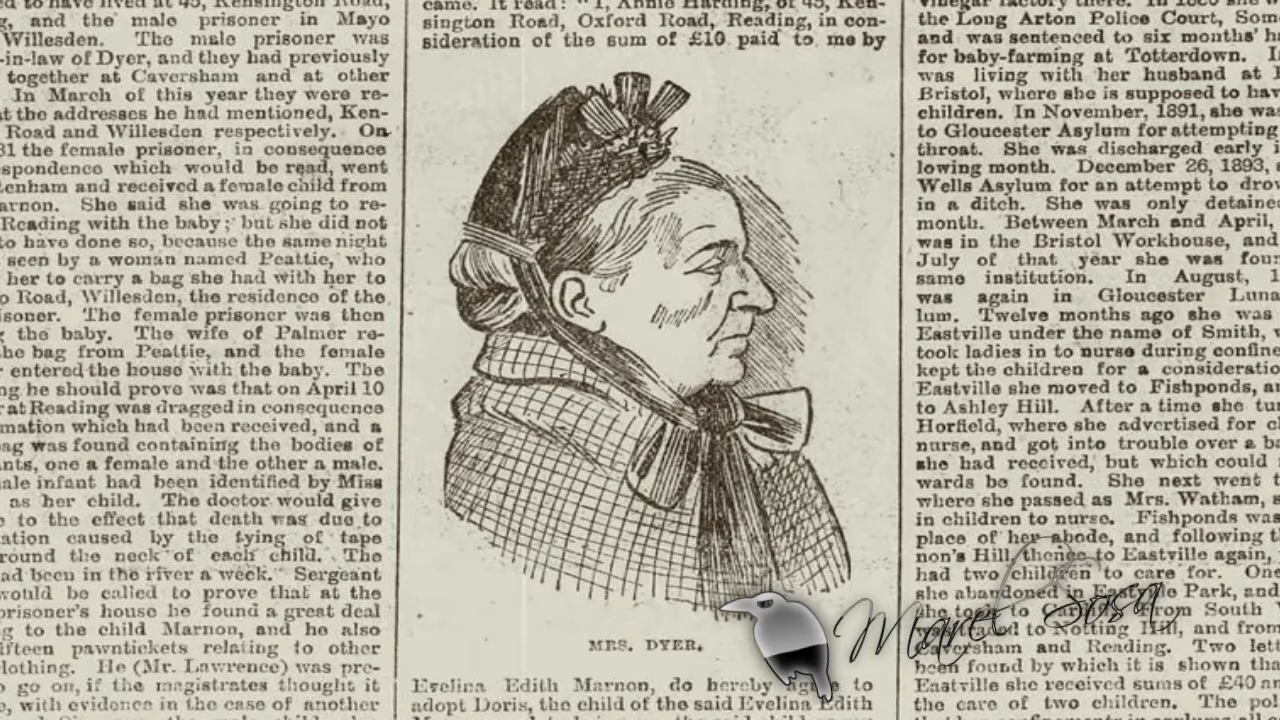 ed to have lived at 45, Kensington Road,
g, and the male prisoner in Mayo
Willesden. The male prisoner was
-in-law of Dyer, and they had previously
together at Caversham and at other
In March of this year they were re-
at the addresses he had mentioned, Ken-
Road and Willesden respectively. On
31 the female prisoner, in consequence
spondence which would be read, went
tenham and received a female child from
arnon. She said she was going to re-
Reading with the baby; but she did not
to have done so, because the same night
seen by a woman named Peattie, who
her to carry a bag she had with her to
o Road, Willesden, the residence of the
isoner. The female prisoner was then
g the baby. The wife of Palmer re-
the bag from Peattie, and the female
r entered the house with the baby. The
ng he should prove was that on April 10
r at Reading was dragged in consequence
rmation which had been received, and a
bag was found containing the bodies of
ants, one a female and the other a male.
ale infant had been identified by Miss
as her child. The doctor would give
e to the effect that death was due to
ation caused by the tying of tape
round the neck of each child. The
ad been in the river a week." Sergeant
would be called to prove that at the
prisoner's house he found a great deal
ng to the child Marnon, and he also
ifteen pawntickets relating to other
lothing. He (Mr. Lawrence) was pre-
o go on, if the magistrates thought it
e, with evidence in the case of another
came. It read: "I, Annie Harding, of 45, Ken-
sington Road, Oxford Road, Reading, in con-
sideration of the sum of £10 paid to me by
MRS. DYER.
Evelina Edith Marnon, do hereby agree to
adopt Doris, the child of the said Evelina Edith
the Long Arton Police Court, Som
and was sentenced to six months' ha
for baby-farming at Totterdown. I
was living with her husband at
Bristol, where she is supposed to hav
children. In November, 1891, she was
to Gloucester Asylum for attempting
throat. She was discharged early i
lowing month. December 26, 1893,
Wells Asylum for an attempt to drov
in a ditch. She was only detained
month. Between March and April,
was in the Bristol Workhouse, and
July of that year she was foun
same institution. In August, 1
was again in Gloucester Luna
lum. Twelve months ago she was
Eastville under the name of Smith, w
took ladies in to nurse during confine
kept the children for a consideratio
Eastville she moved to Fishponds, an
to Ashley Hill. After a time she tu
Horfield, where she advertised for ch
nurse, and got into trouble over a ba
she had received, but which could
wards be found. She next went t
where she passed as Mrs. Watham, s
in children to nurse. Fishponds was
place of her abode, and following th
non's Hill, thence to Eastville again,
had two children to care for. One
she abandoned in Eastville Park, and
she took to Cardiff. From South
was traced to Notting Hill, and from
Caversham and Reading. Two lett
been found by which it is shown tha
Eastville she received sums of £40 an
the care of two children. The pol
Marel Sosa